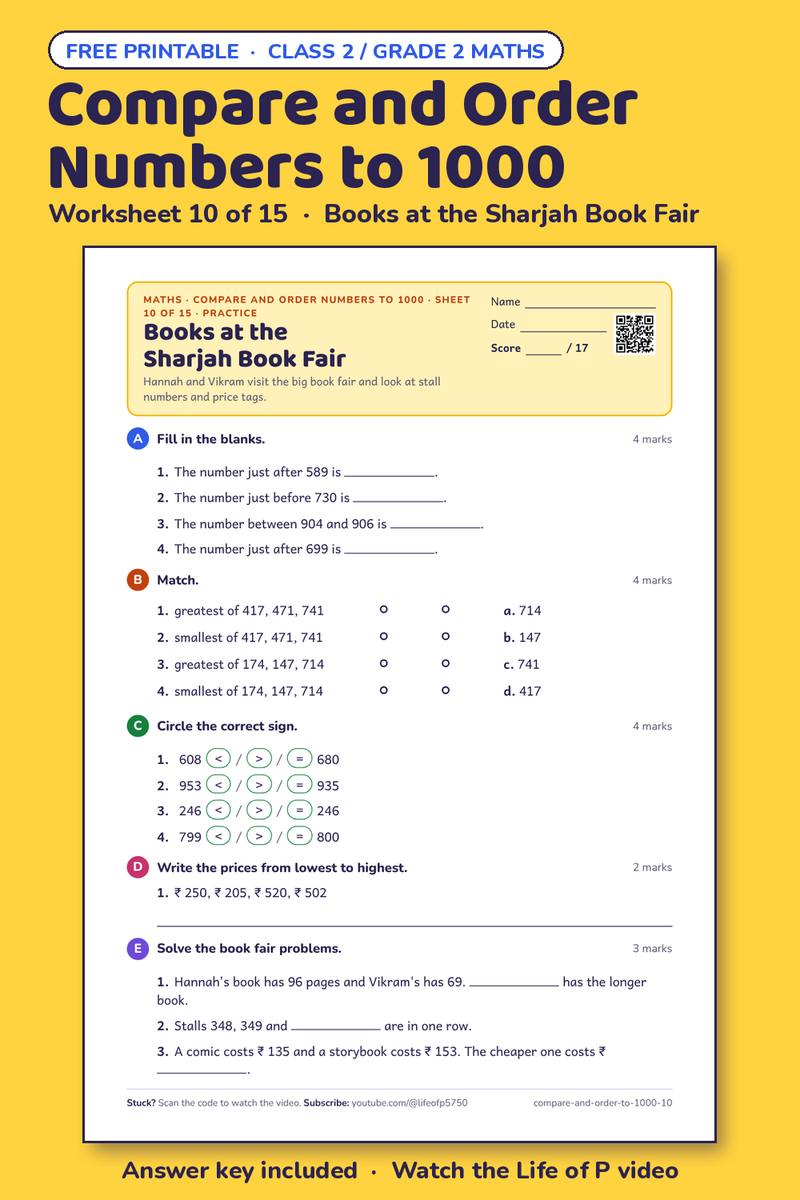 FREE PRINTABLE · CLASS 2 / GRADE 2 MATHS
Compare and Order
Numbers to 1000
Worksheet 10 of 15 · Books at the Sharjah Book Fair
MATHS · COMPARE AND ORDER NUMBERS TO 1000 · SHEET
10 OF 15 · PRACTICE
Books at the
Sharjah Book Fair
Hannah and Vikram visit the big book fair and look at stall
numbers and price tags.
Name ____________
Date ____________
Score ______ / 17
A Fill in the blanks. 4 marks
1. The number just after 589 is ____________.
2. The number just before 730 is ____________.
3. The number between 904 and 906 is ____________.
4. The number just after 699 is ____________.
B Match. 4 marks
1. greatest of 417, 471, 741 a. 714
2. smallest of 417, 471, 741 b. 147
3. greatest of 174, 147, 714 c. 741
4. smallest of 174, 147, 714 d. 417
C Circle the correct sign. 4 marks
1. 608 < / > / = 680
2. 953 < / > / = 935
3. 246 < / > / = 246
4. 799 < / > / = 800
D Write the prices from lowest to highest. 2 marks
1. ₹ 250, ₹ 205, ₹ 520, ₹ 502
E Solve the book fair problems. 3 marks
1. Hannah's book has 96 pages and Vikram's has 69. ____________ has the longer
book.
2. Stalls 348, 349 and ____________ are in one row.
3. A comic costs ₹ 135 and a storybook costs ₹ 153. The cheaper one costs ₹
____________.
Stuck? Scan the code to watch the video. Subscribe: youtube.com/@lifeofp5750 compare-and-order-to-1000-10
Answer key included · Watch the Life of P video